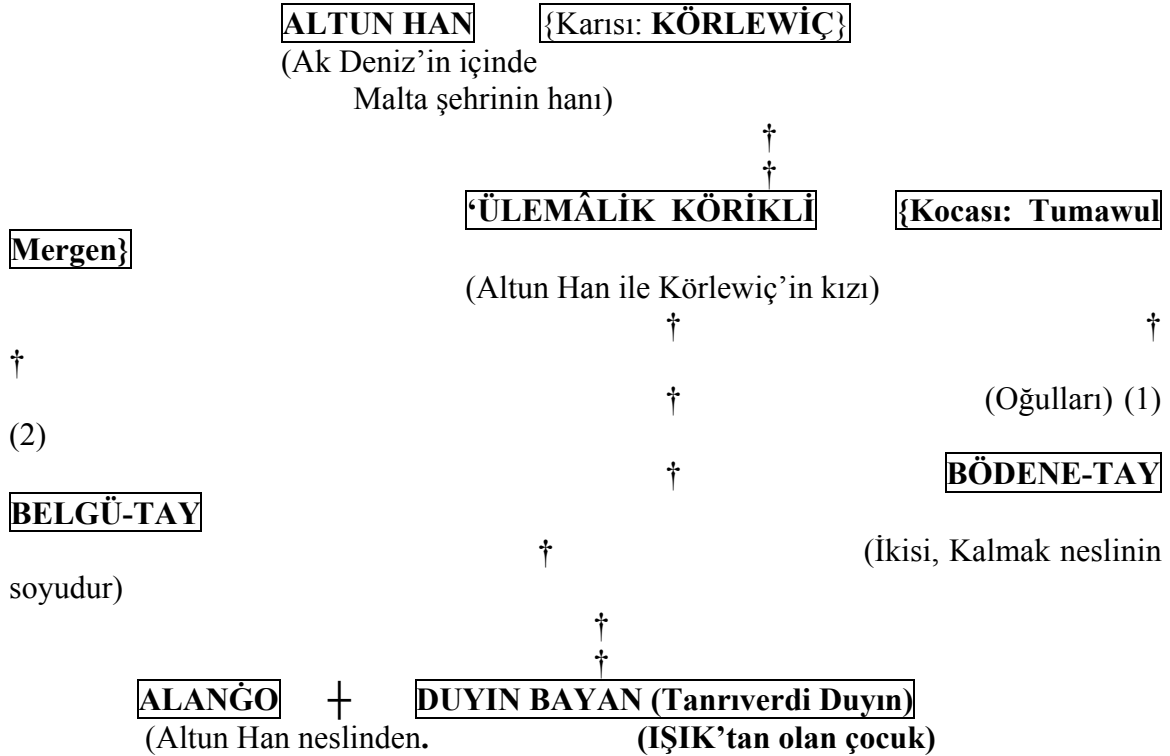 ALTUN HAN {Karısı: KÖRLEWİÇ}
(Ak Deniz’in içinde
Malta şehrinin hanı)
†
†
‘ÜLEMÂLİK KÖRİKLİ {Kocası: Tumawul
Mergen}
(Altun Han ile Körlewiç’in kızı)
† †
†
† (Oğulları) (1)
(2)
† BÖDENE-TAY
BELGÜ-TAY
† (İkisi, Kalmak neslinin
soyudur)
†
†
ALANĠO ┼ DUYIN BAYAN (Tanrıverdi Duyın)
(Altun Han neslinden. (IŞIK’tan olan çocuk)